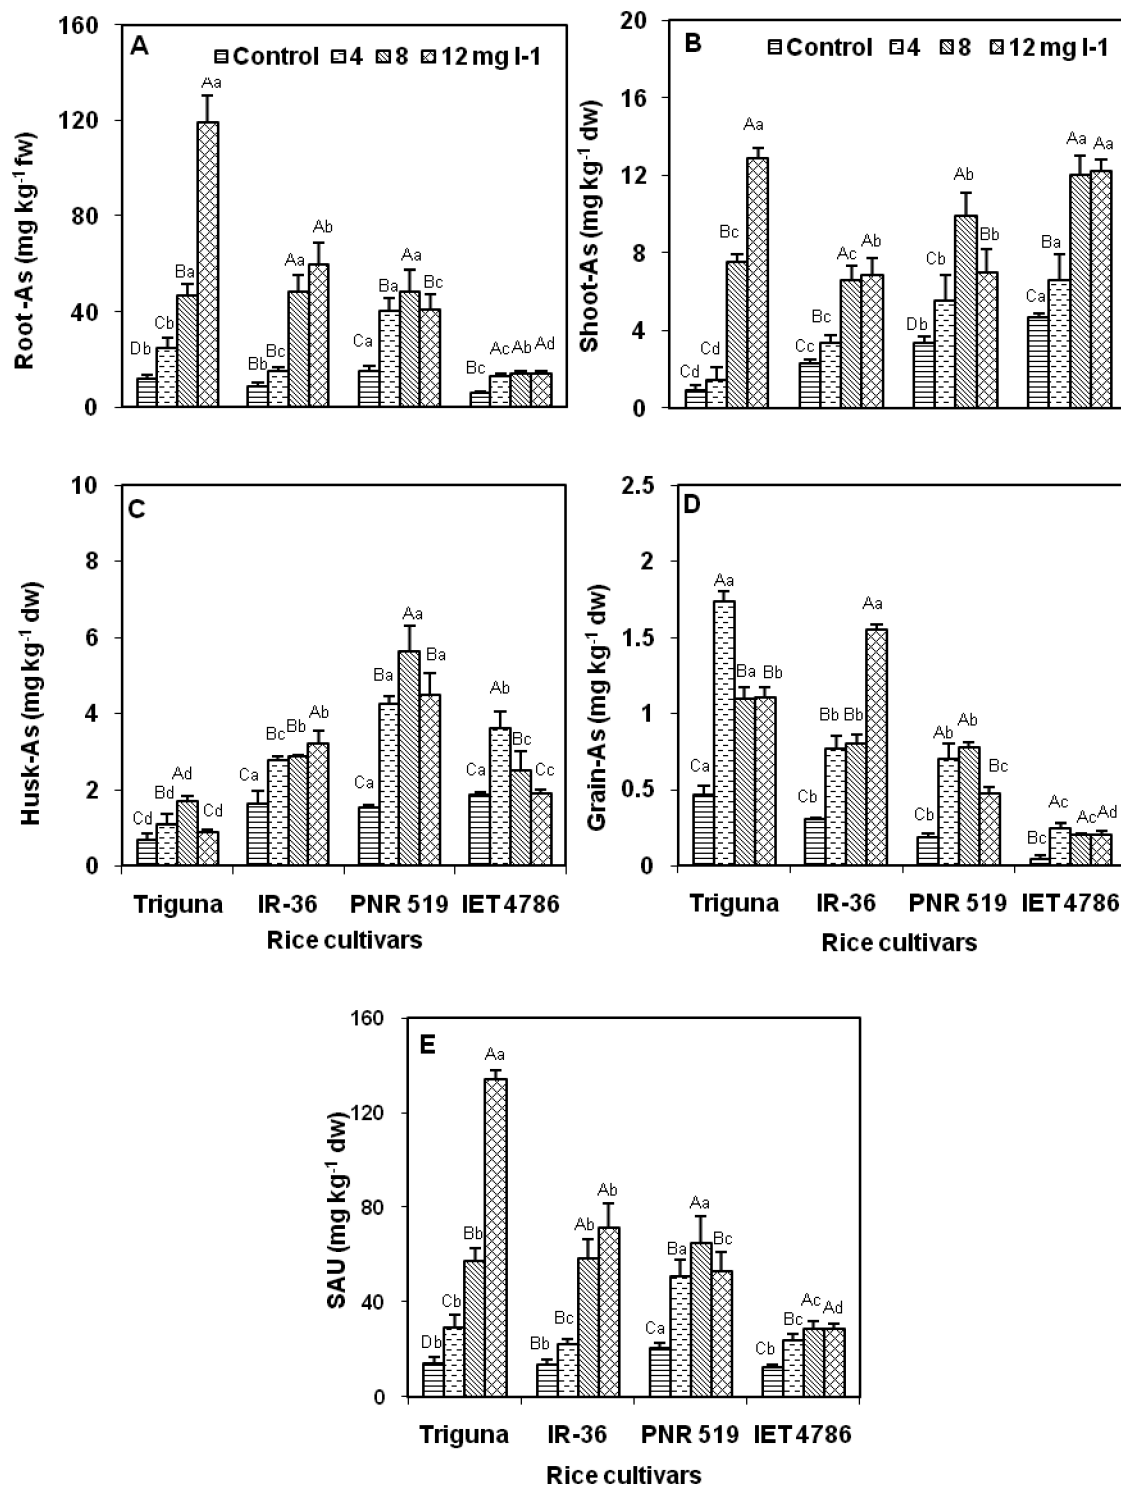 A
Control 4 8 12 mg l-1
Root-As (mg kg-1 fw)
160
120
80
40
0
Db Cb Ba Aa
Bb Bc Aa Ab
Ca Ba Aa Bc
Bc Ac Ab Ad
B
Control 4 8 12 mg l-1
Shoot-As (mg kg-1 dw)
20
16
12
8
4
0
Cd Cd Bc Aa
Cc Bc Ac Ab
Db Cb Ab Bb
Ca Ba Aa Aa
C
Husk-As (mg kg-1 dw)
10
8
6
4
2
0
Cd Bd Ad Cd
Ca Bc Bb Ab
Ca Ba Aa Ba
Ca Ab Bc Cc
Triguna IR-36 PNR 519 IET 4786
Rice cultivars
D
Grain-As (mg kg-1 dw)
2.5
2
1.5
1
0.5
0
Ca Aa Ba Bb
Cb Bb Bb Aa
Cb Ab Ab Bc
Bc Ac Ac Ad
Triguna IR-36 PNR 519 IET 4786
Rice cultivars
E
SAU (mg kg-1 dw)
160
120
80
40
0
Db Cb Bb Aa
Bb Bc Ab Ab
Ca Ba Aa Bc
Cb Bc Ac Ad
Triguna IR-36 PNR 519 IET 4786
Rice cultivars